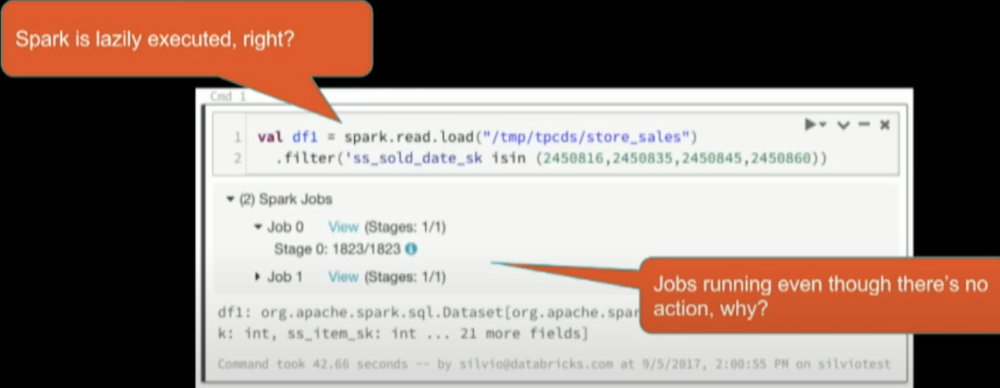 Spark is lazily executed, right?
Cmd 1
1 val df1 = spark.read.load("/tmp/tpcds/store_sales")
2 .filter('ss_sold_date_sk isin (2450816,2450835,2450845,2450860))
(2) Spark Jobs
Job 0 View (Stages: 1/1)
Stage 0: 1823/1823
Job 1 View (Stages: 1/1)
Jobs running even though there's no
action, why?
df1: org.apache.spark.sql.Dataset[org.apache.spar
k: int, ss_item_sk: int ... 21 more fields]
Command took 42.66 seconds -- by silvio@databricks.com at 9/5/2017, 2:00:55 PM on silviotest